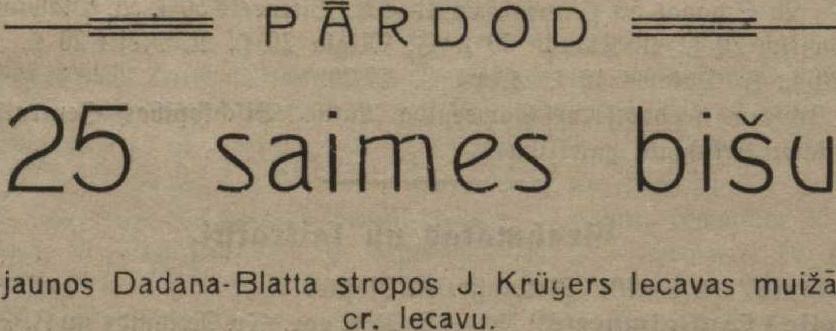 PĀRDOD
25 saimes bišu
jaunos Dadana-Blatta stropos J. Krügers Iecavas muižā
cr. Iecavu.